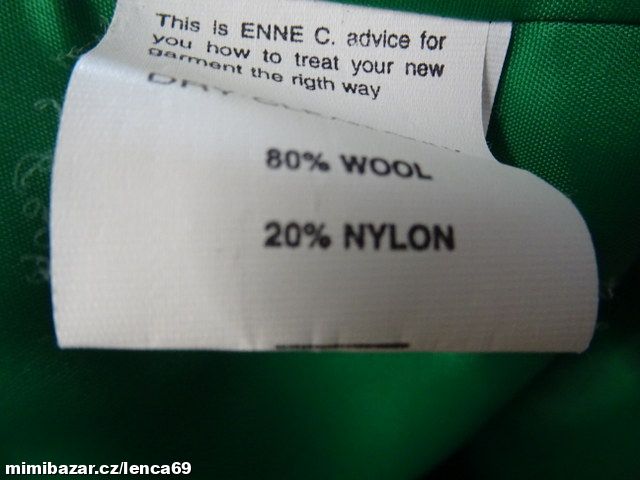 This is ENNE C. advice for
you how to treat your new
garment the rigth way
DRY
80% WOOL
20% NYLON
mimibazar.cz/lenca69